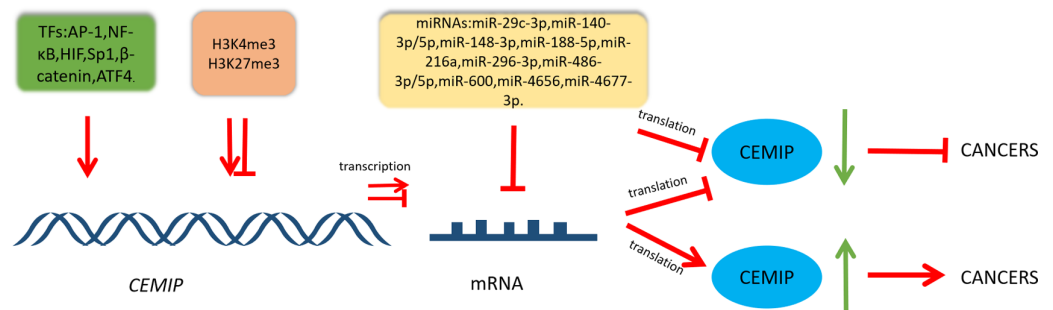 TFs:AP-1,NF-
κB,HIF,Sp1,β-
catenin,ATF4.
H3K4me3
H3K27me3
miRNAs:miR-29c-3p,miR-140-
3p/5p,miR-148-3p,miR-188-5p,miR-
216a,miR-296-3p,miR-486-
3p/5p,miR-600,miR-4656,miR-4677-
3p.
transcription
translation
translation
translation
CEMIP
CANCERS
CEMIP
CANCERS
CEMIP
mRNA